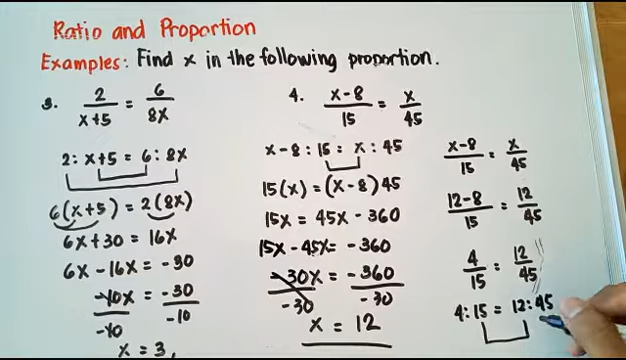 Ratio and Proportion
Examples: Find x in the following proportion.
3. 2/(x+5) = 6/(8x)
2 : x+5 = 6 : 8x
6(x+5) = 2(8x)
6x+30 = 16x
6x - 16x = -30
-10x/-10 = -30/-10
x = 3,
4. (x-8)/15 = x/45
x-8 : 15 = x : 45
15(x) = (x-8)45
15x = 45x - 360
15x - 45x = -360
-30x/-30 = -360/-30
x = 12
(x-8)/15 = x/45
(12-8)/15 = 12/45
4/15 = 12/45
4:15 = 12:45